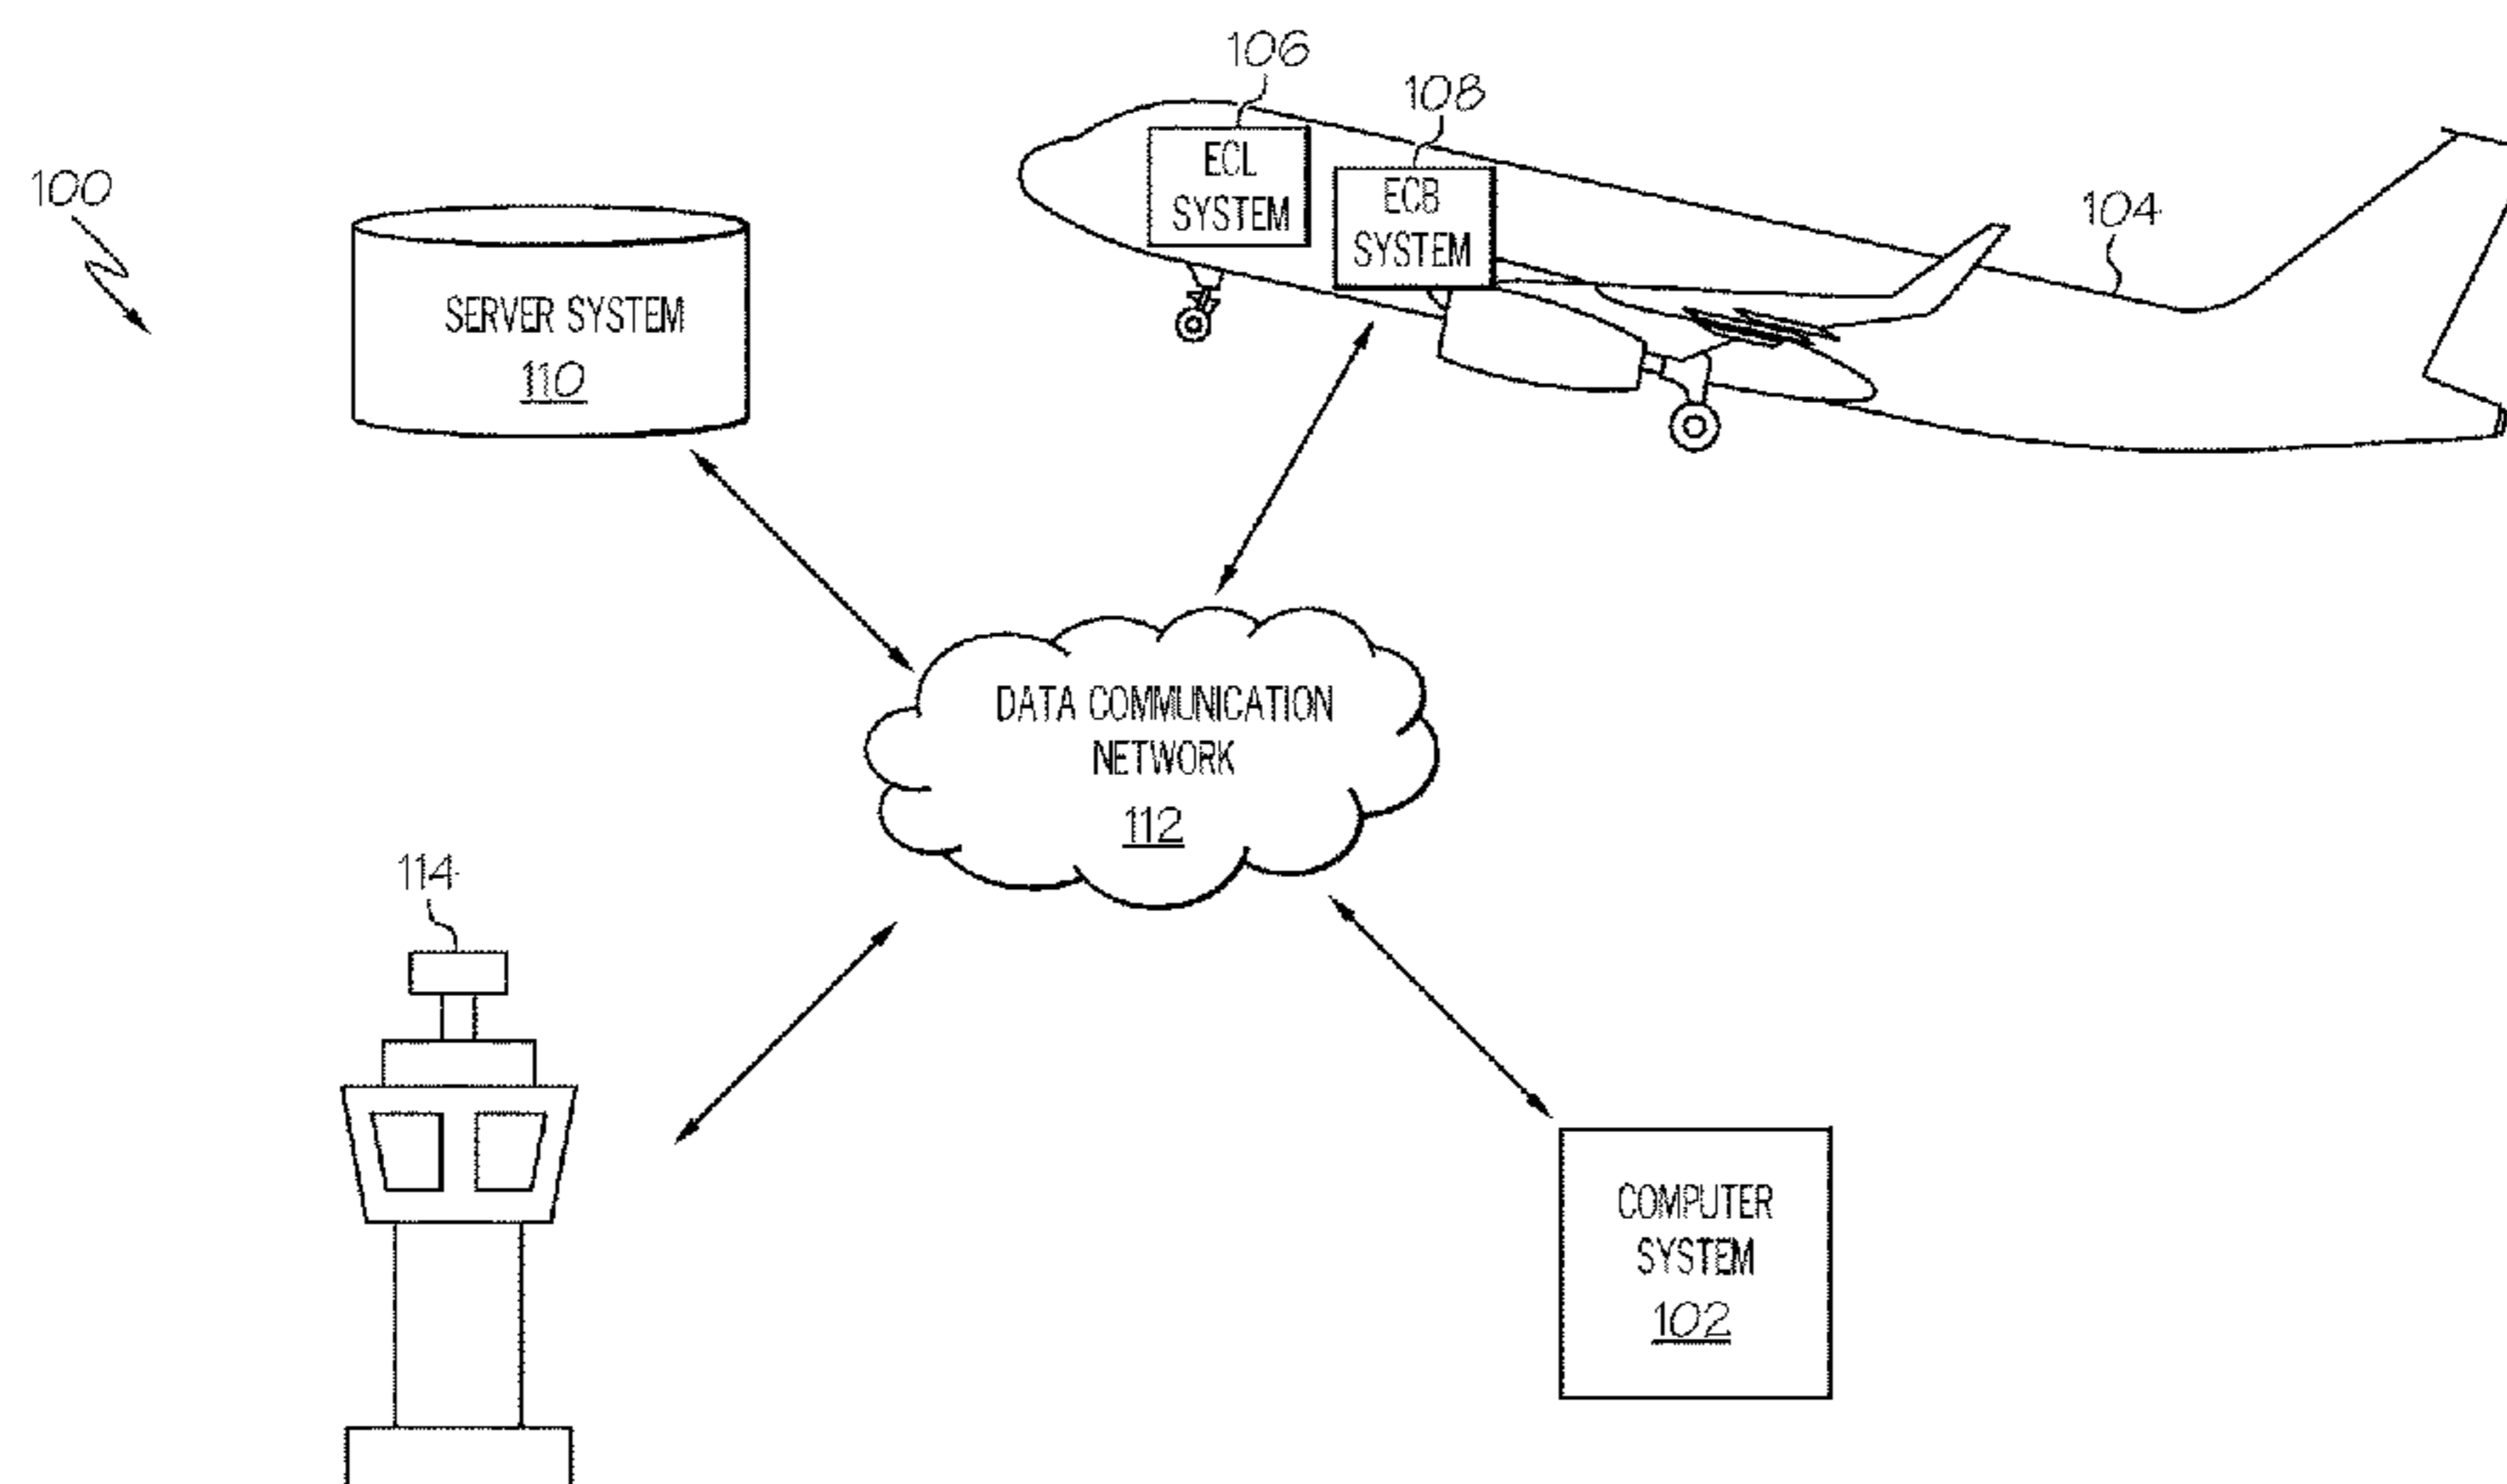 106
108
ECL
SYSTEM
ECB
SYSTEM
100
104
SERVER SYSTEM
110
DATA COMMUNICATION
NETWORK
112
114
COMPUTER
SYSTEM
102